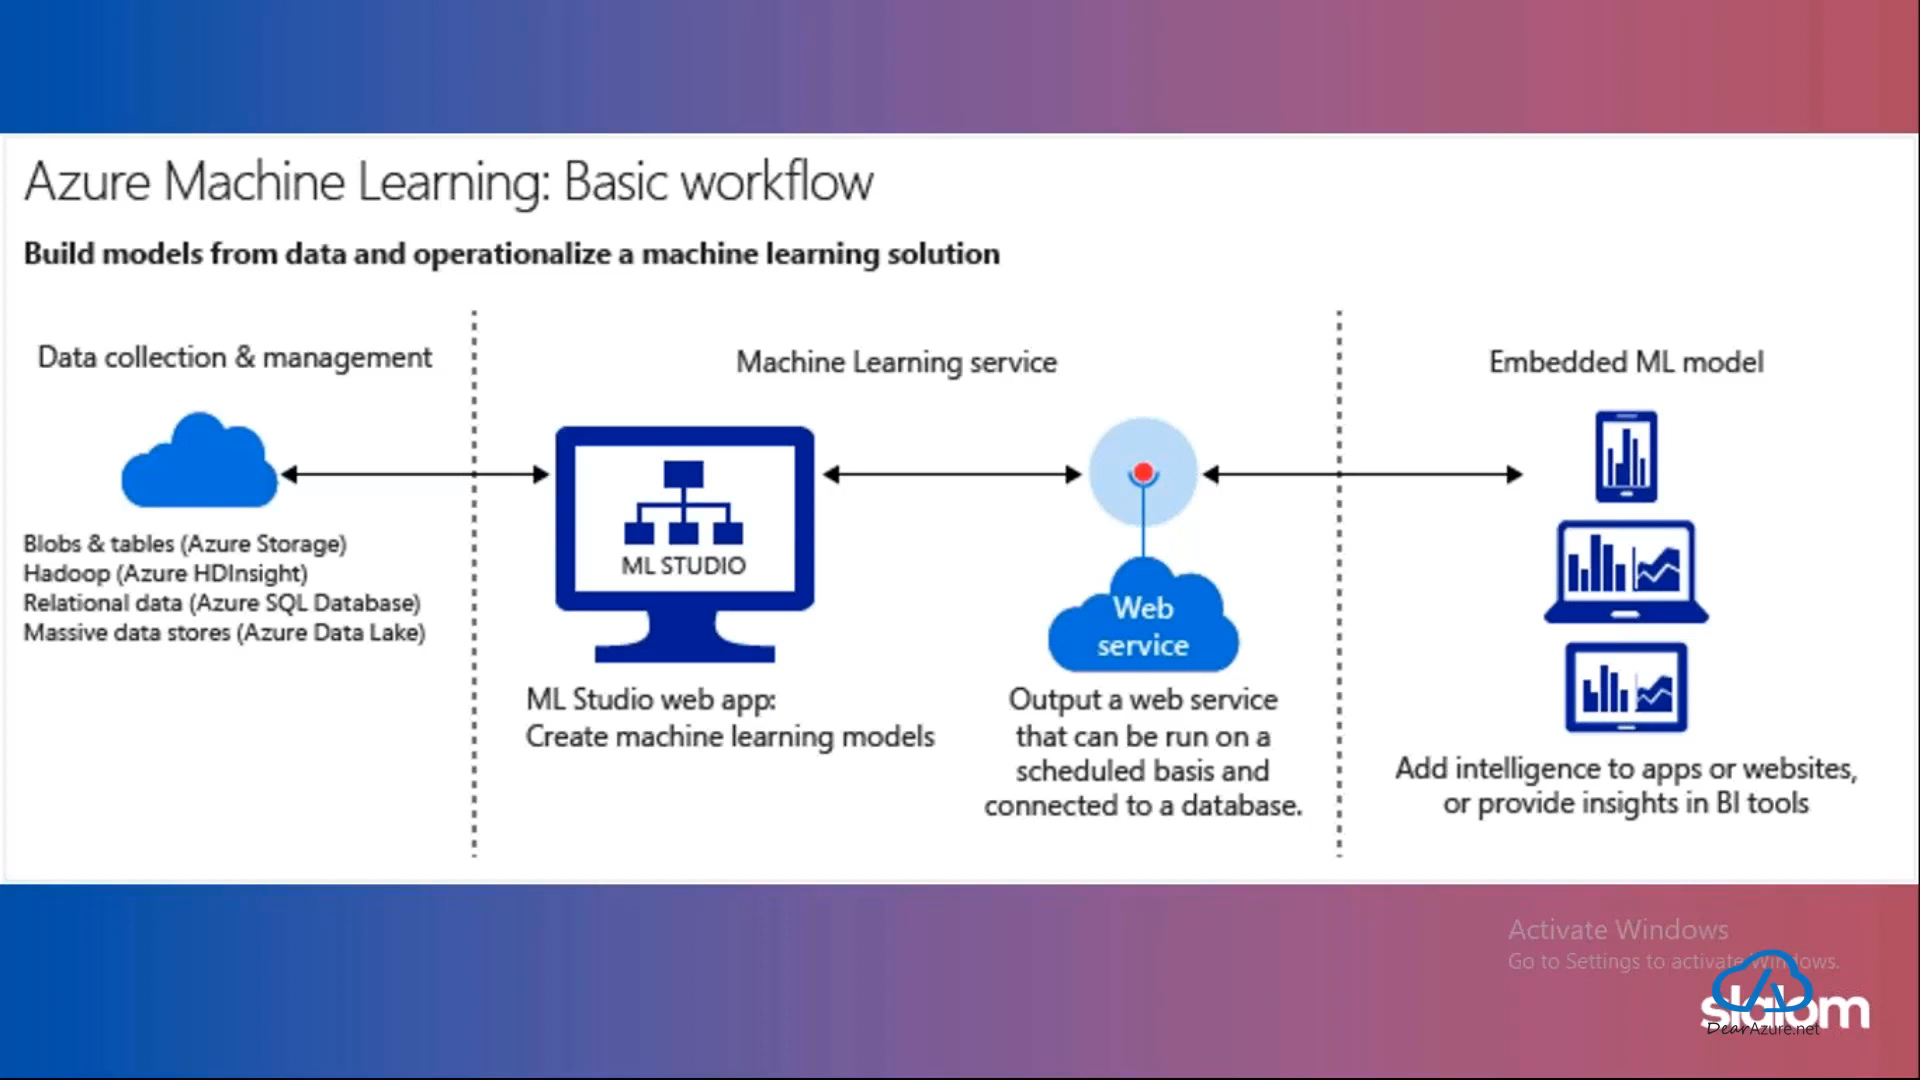 Azure Machine Learning: Basic workflow
Build models from data and operationalize a machine learning solution
Data collection & management
Blobs & tables (Azure Storage)
Hadoop (Azure HDInsight)
Relational data (Azure SQL Database)
Massive data stores (Azure Data Lake)
Machine Learning service
ML STUDIO
ML Studio web app:
Create machine learning models
Web
service
Output a web service
that can be run on a
scheduled basis and
connected to a database.
Embedded ML model
Add intelligence to apps or websites,
or provide insights in BI tools
Activate Windows
Go to Settings to activate Windows.
slalom
DearAzure.net